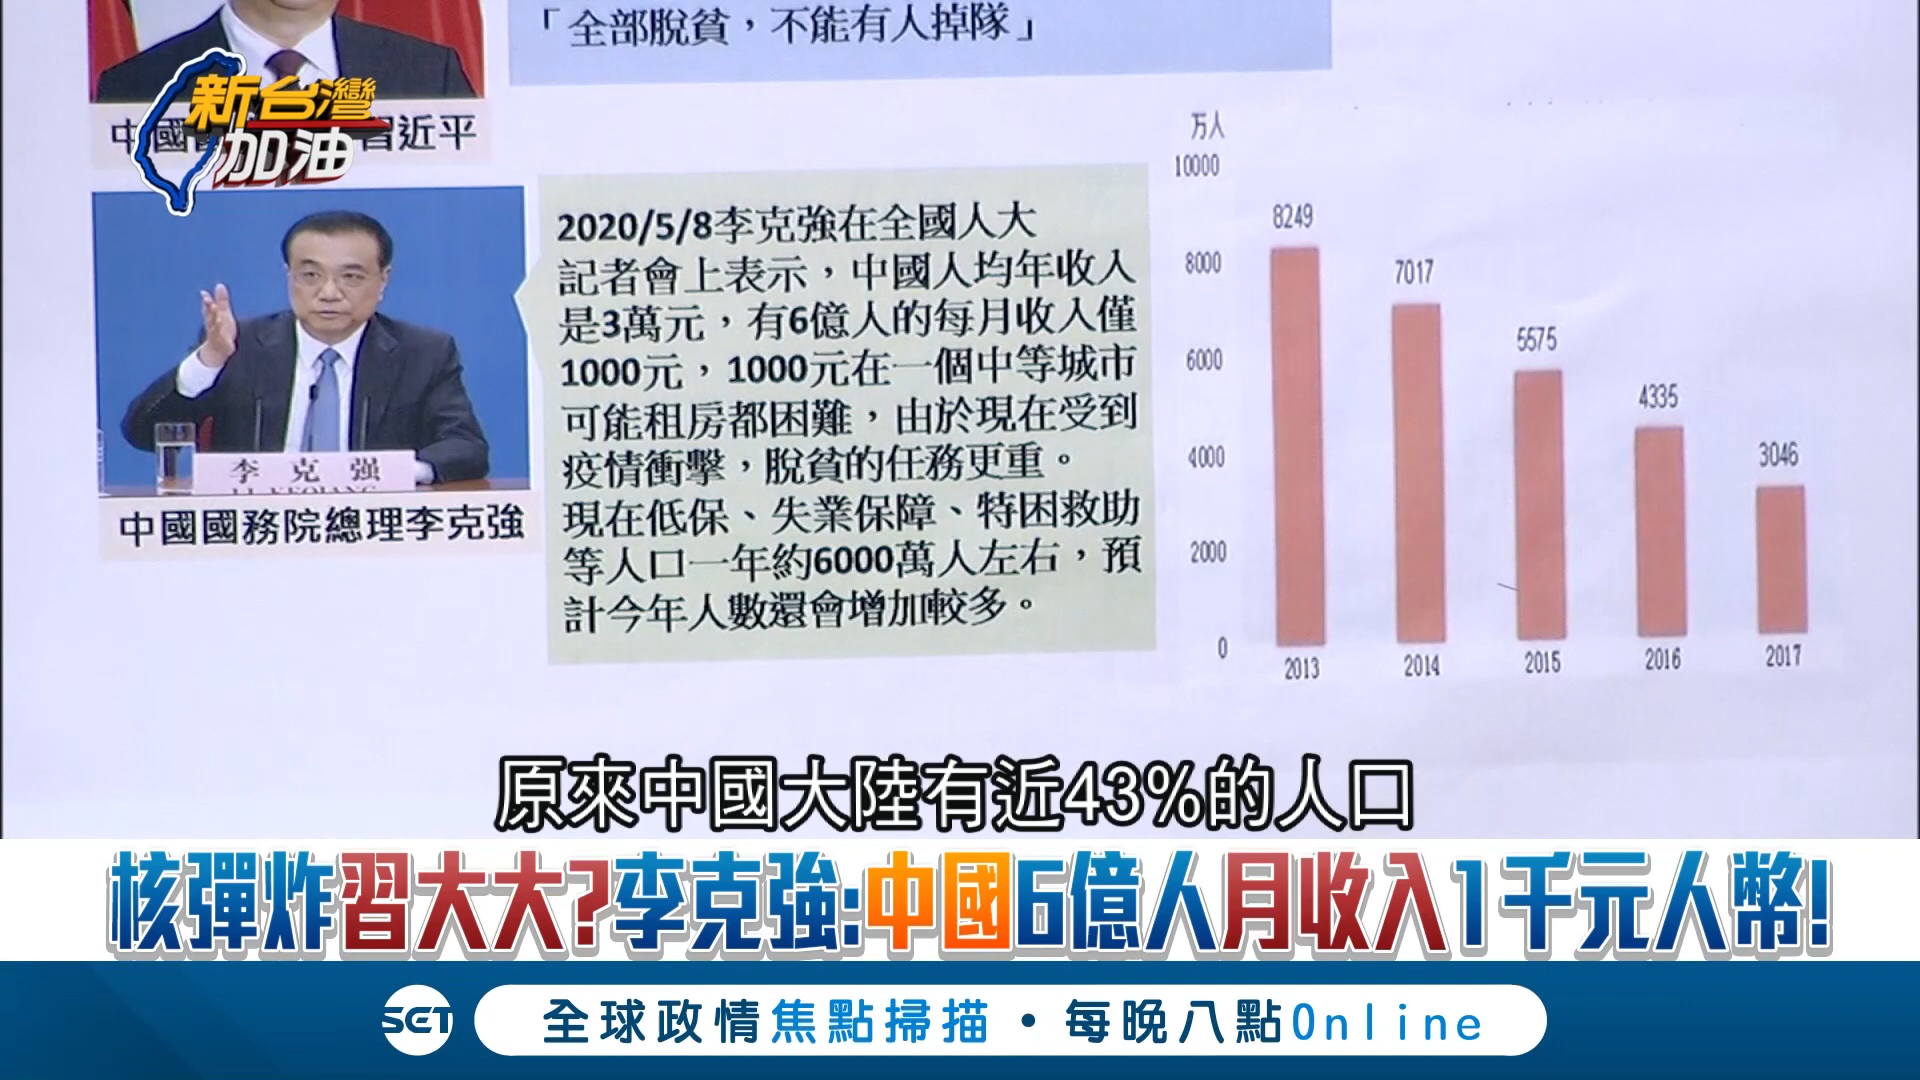 「全部脫貧，不能有人掉隊」
新台灣
加油
習近平
2020/5/8李克強在全國人大
記者會上表示，中國人均年收入
是3萬元，有6億人的每月收入僅
1000元，1000元在一個中等城市
可能租房都困難，由於現在受到
疫情衝擊，脫貧的任務更重。
現在低保、失業保障、特困救助
等人口一年約6000萬人左右，預
計今年人數還會增加較多。
李克强
LI KEQIANG
中國國務院總理李克強
万人
10000
8000
6000
4000
2000
0
8249
7017
5575
4335
3046
2013 2014 2015 2016 2017
原來中國大陸有近43%的人口
核彈炸習大大?李克強:中國6億人月收入1千元人幣!
SET
全球政情焦點掃描・每晚八點Online